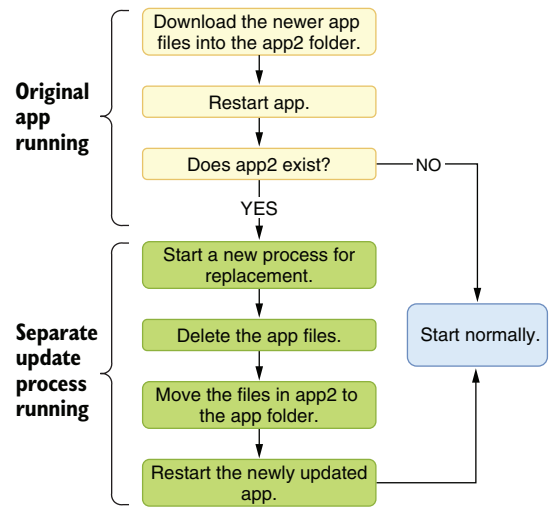 Download the newer app
files into the app2 folder.
Original
app
running
Restart app.
Does app2 exist?
NO
YES
Start a new process for
replacement.
Separate
update
process
running
Delete the app files.
Start normally.
Move the files in app2 to
the app folder.
Restart the newly updated
app.